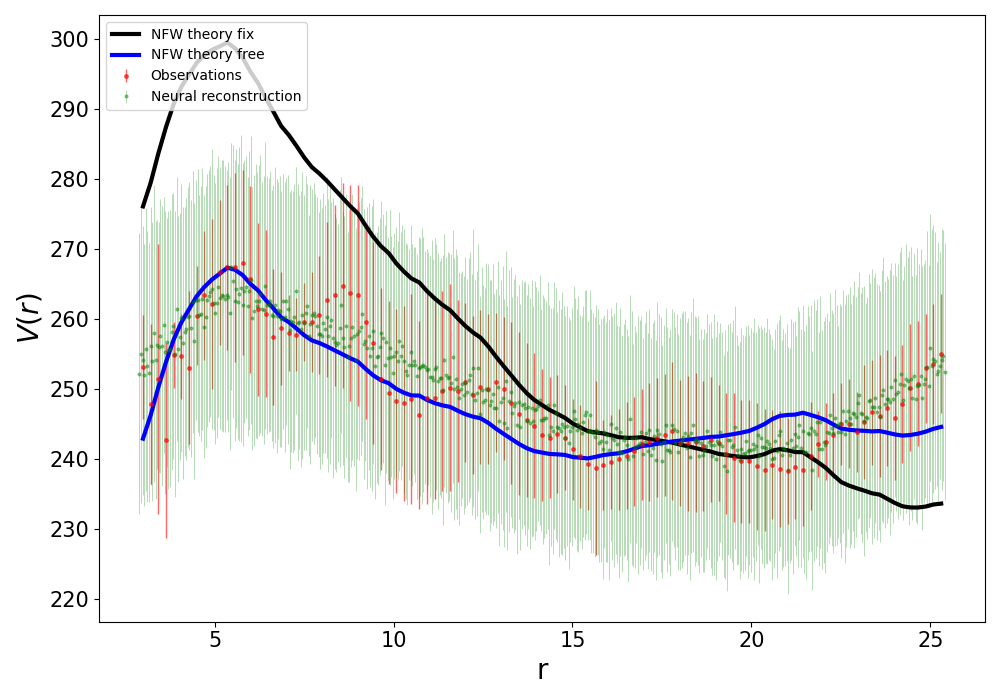 NFW theory fix
NFW theory free
Observations
Neural reconstruction
300
290
280
270
260
250
240
230
220
V(r)
5
10
15
20
25
r